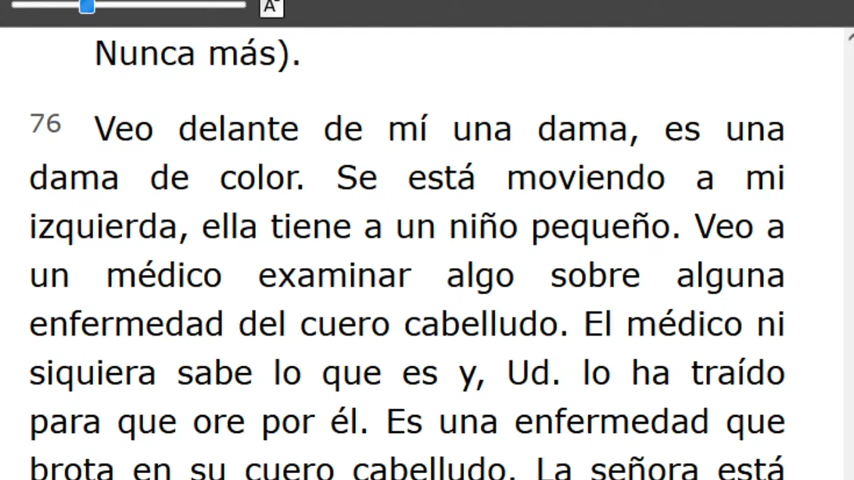 A
Nunca más).
76 Veo delante de mí una dama, es una
dama de color. Se está moviendo a mi
izquierda, ella tiene a un niño pequeño. Veo a
un médico examinar algo sobre alguna
enfermedad del cuero cabelludo. El médico ni
siquiera sabe lo que es y, Ud. lo ha traído
para que ore por él. Es una enfermedad que
brota en su cuero cabelludo. La señora está